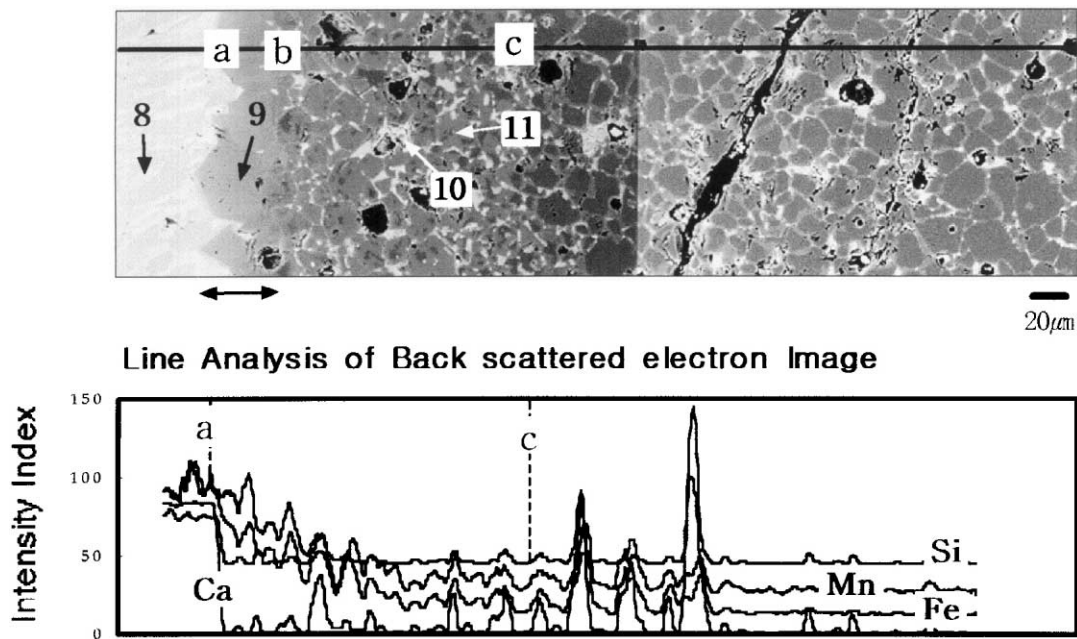 a b c
8 9 11
10
20μm
Line Analysis of Back scattered electron Image
Intensity Index
150
100
50
0
a
c
Ca
Si
Mn
Fe